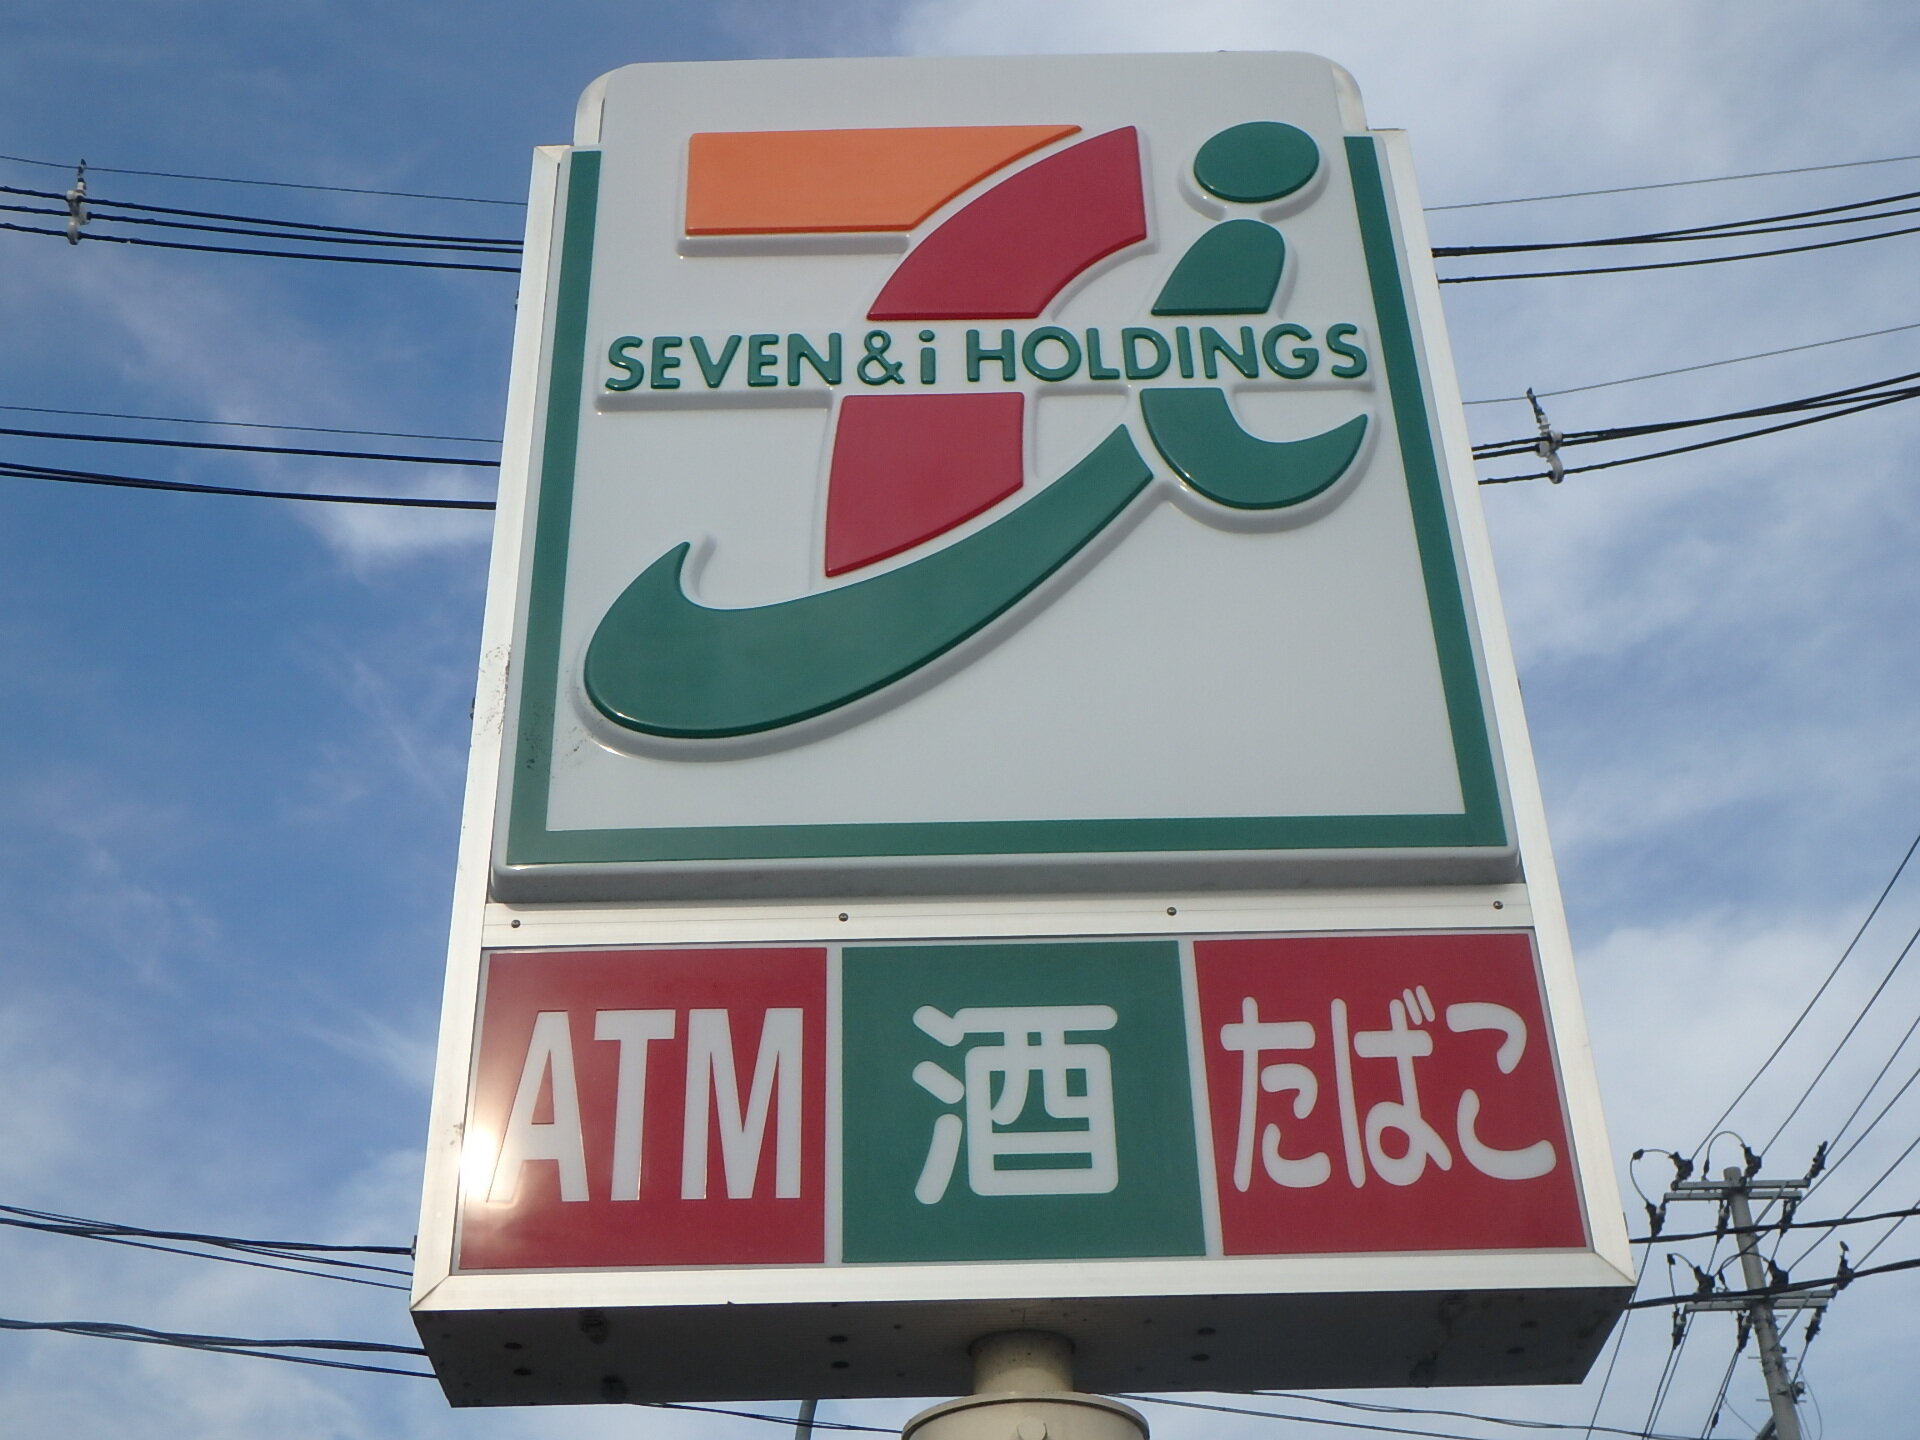 SEVEN&i HOLDINGS
ATM 酒 たばこ